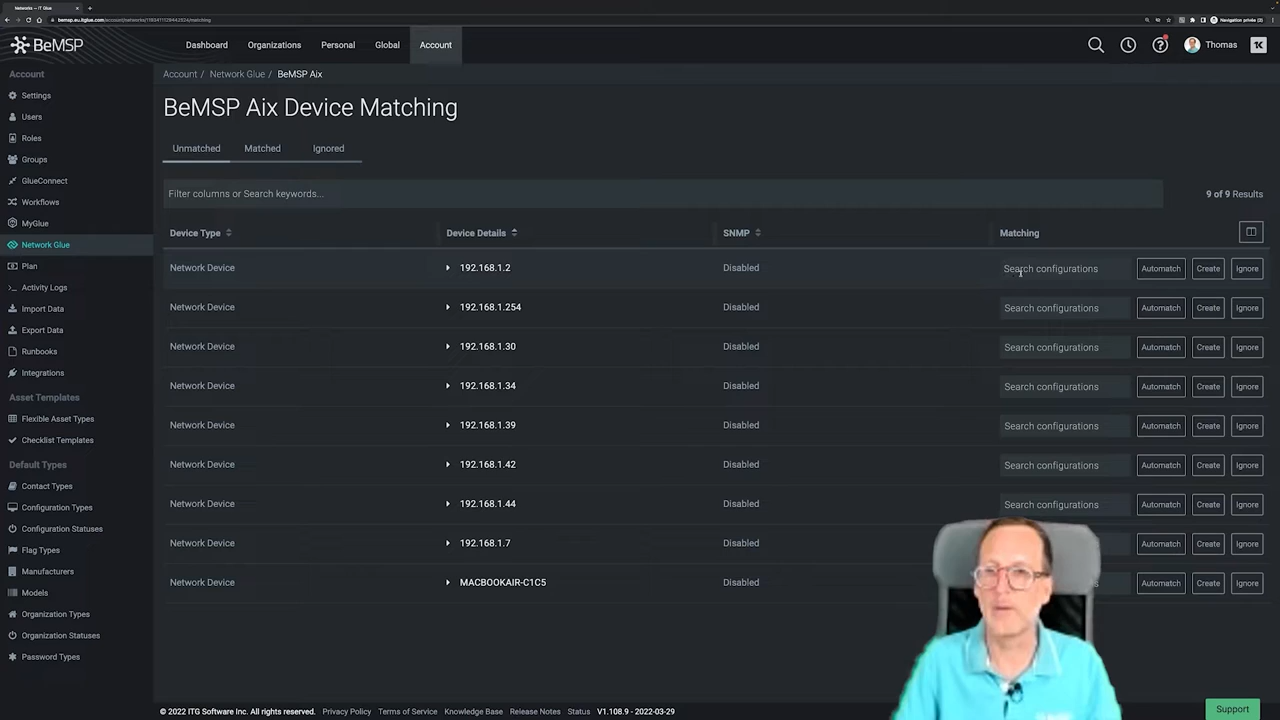 Networks — IT Glue
bemsp.eu.itglue.com
Navigation privée (2)
BeMSP
Dashboard
Organizations
Personal
Global
Account
Thomas
Account
Settings
Users
Roles
Groups
GlueConnect
Workflows
MyGlue
Network Glue
Plan
Activity Logs
Import Data
Export Data
Runbooks
Integrations
Asset Templates
Flexible Asset Types
Checklist Templates
Default Types
Contact Types
Configuration Types
Configuration Statuses
Flag Types
Manufacturers
Models
Organization Types
Organization Statuses
Password Types
Account / Network Glue / BeMSP Aix
BeMSP Aix Device Matching
Unmatched Matched Ignored
Filter columns or Search keywords...
9 of 9 Results
Device Type Device Details SNMP Matching
Network Device 192.168.1.2 Disabled Search configurations Automatch Create Ignore
Network Device 192.168.1.254 Disabled Search configurations Automatch Create Ignore
Network Device 192.168.1.30 Disabled Search configurations Automatch Create Ignore
Network Device 192.168.1.34 Disabled Search configurations Automatch Create Ignore
Network Device 192.168.1.39 Disabled Search configurations Automatch Create Ignore
Network Device 192.168.1.42 Disabled Search configurations Automatch Create Ignore
Network Device 192.168.1.44 Disabled Search configurations Automatch Create Ignore
Network Device 192.168.1.7 Disabled Automatch Create Ignore
Network Device MACBOOKAIR-C1C5 Disabled Automatch Create Ignore
© 2022 ITG Software Inc. All rights reserved. Privacy Policy Terms of Service Knowledge Base Release Notes Status V1.108.9 - 2022-03-29
Support